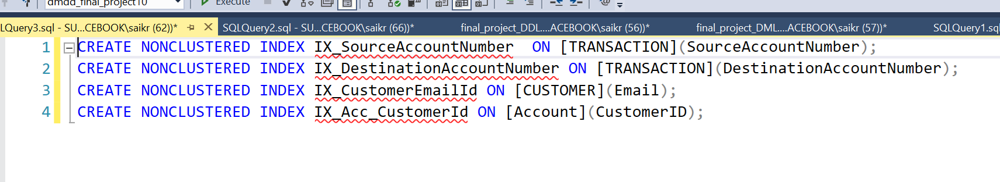 dmdd_final_project10 Execute
LQuery3.sql - SU...CEBOOK\saikr (62))* SQLQuery2.sql - SU...CEBOOK\saikr (66))* final_project_DDL....ACEBOOK\saikr (56))* final_project_DML....ACEBOOK\saikr (57))* SQLQuery1.sql
1 CREATE NONCLUSTERED INDEX IX_SourceAccountNumber  ON [TRANSACTION](SourceAccountNumber);
2 CREATE NONCLUSTERED INDEX IX_DestinationAccountNumber ON [TRANSACTION](DestinationAccountNumber);
3 CREATE NONCLUSTERED INDEX IX_CustomerEmailId ON [CUSTOMER](Email);
4 CREATE NONCLUSTERED INDEX IX_Acc_CustomerId ON [Account](CustomerID);